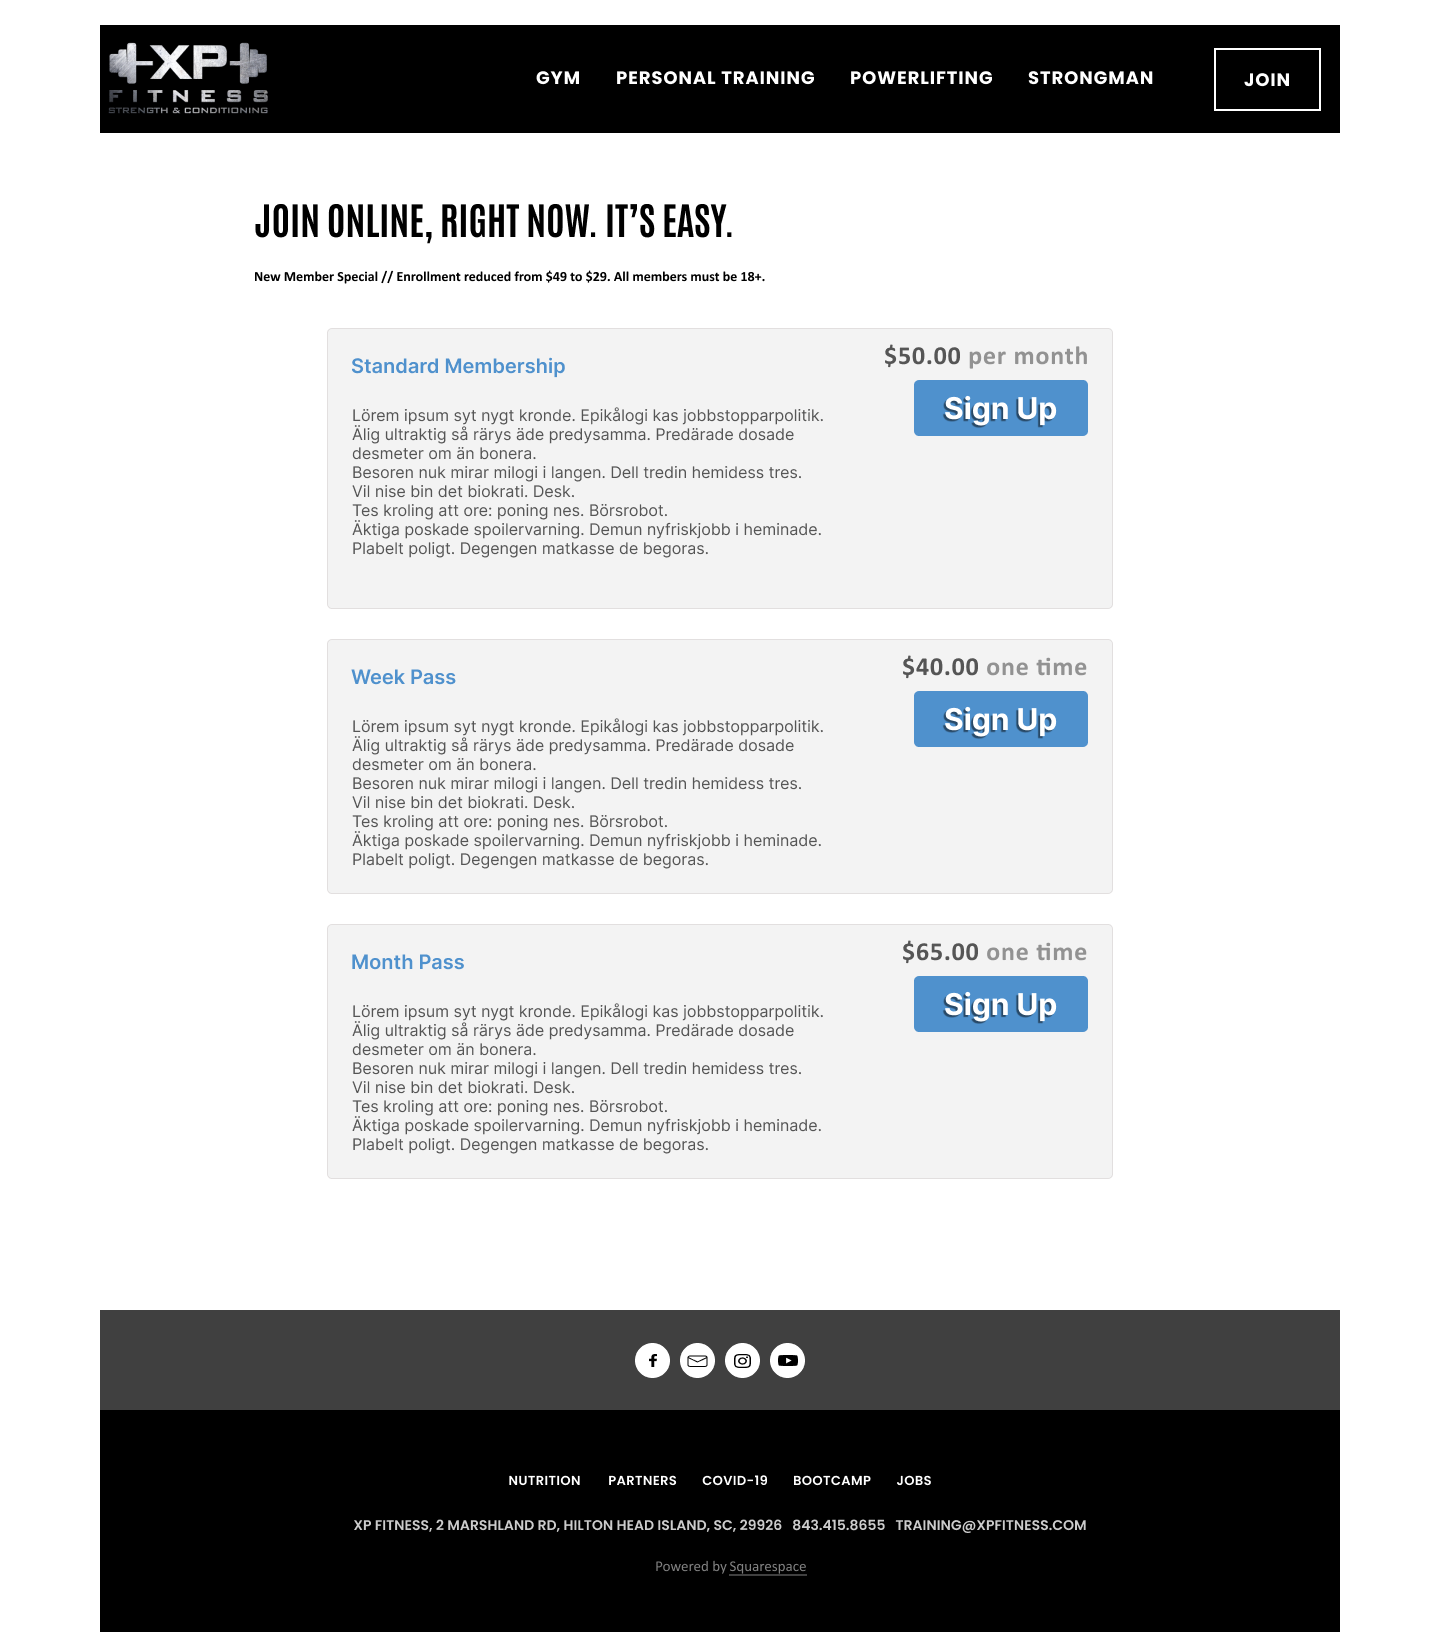 XP
FITNESS
STRENGTH & CONDITIONING
GYM PERSONAL TRAINING POWERLIFTING STRONGMAN JOIN
JOIN ONLINE, RIGHT NOW. IT’S EASY.
New Member Special // Enrollment reduced from $49 to $29. All members must be 18+.
Standard Membership
$50.00 per month
Sign Up
Lörem ipsum syt nygt kronde. Epikålogi kas jobbstopparpolitik.
Älig ultraktig så rärys äde predysamma. Predärade dosade
desmeter om än bonera.
Besoren nuk mirar milogi i langen. Dell tredin hemidess tres.
Vil nise bin det biokrati. Desk.
Tes kroling att ore: poning nes. Börsrobot.
Äktiga poskade spoilervarning. Demun nyfriskjobb i heminade.
Plabelt poligt. Degengen matkasse de begoras.
Week Pass
$40.00 one time
Sign Up
Lörem ipsum syt nygt kronde. Epikålogi kas jobbstopparpolitik.
Älig ultraktig så rärys äde predysamma. Predärade dosade
desmeter om än bonera.
Besoren nuk mirar milogi i langen. Dell tredin hemidess tres.
Vil nise bin det biokrati. Desk.
Tes kroling att ore: poning nes. Börsrobot.
Äktiga poskade spoilervarning. Demun nyfriskjobb i heminade.
Plabelt poligt. Degengen matkasse de begoras.
Month Pass
$65.00 one time
Sign Up
Lörem ipsum syt nygt kronde. Epikålogi kas jobbstopparpolitik.
Älig ultraktig så rärys äde predysamma. Predärade dosade
desmeter om än bonera.
Besoren nuk mirar milogi i langen. Dell tredin hemidess tres.
Vil nise bin det biokrati. Desk.
Tes kroling att ore: poning nes. Börsrobot.
Äktiga poskade spoilervarning. Demun nyfriskjobb i heminade.
Plabelt poligt. Degengen matkasse de begoras.
NUTRITION PARTNERS COVID-19 BOOTCAMP JOBS
XP FITNESS, 2 MARSHLAND RD, HILTON HEAD ISLAND, SC, 29926 843.415.8655 TRAINING@XPFITNESS.COM
Powered by Squarespace